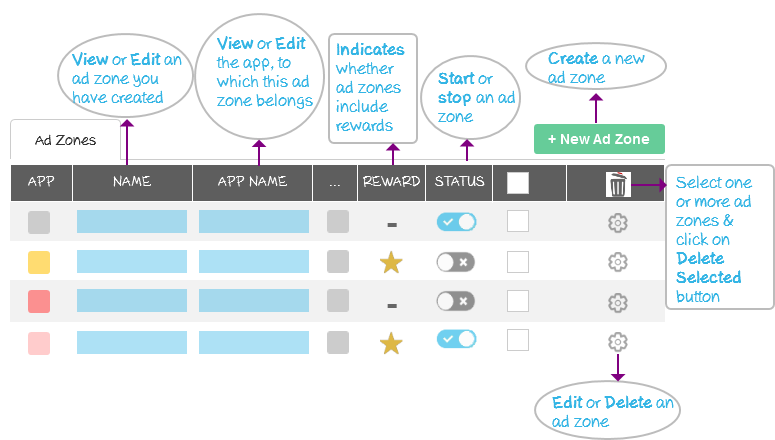 View or Edit an
ad zone you
have created
View or Edit
the app, to
which this ad
zone belongs
Indicates
whether
ad zones
include
rewards
Start or
stop an ad
zone
Create a new
ad zone
Ad Zones
+ New Ad Zone
APP NAME APP NAME ... REWARD STATUS
Select one
or more ad
zones &
click on
Delete
Selected
button
Edit or Delete an
ad zone